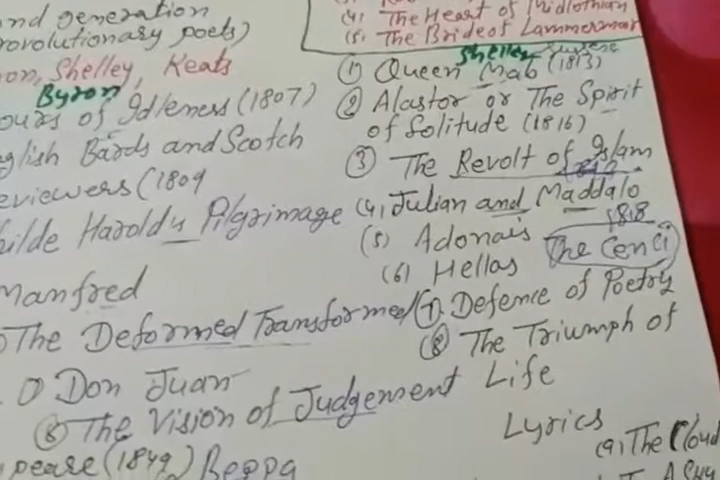 nd generation
rovolutionary poets)
on, Shelley, Keats
Byron
ours of Idleness (1807)
glish Bards and Scotch
eviewers (1809
hilde Harolds Pilgrimage
Manfred
The Deformed Transformed
Don Juan
(8) The Vision of Judgement
peare (1849) Beppa
(4) The Heart of Midlothian
(5) The Bride of Lammermoor
Shelley
① Queen Mab (1813)
② Alastor or The Spirit
of Solitude (1816)
③ The Revolt of Islam
(4) Julian and Maddalo
1818
(5) Adonais The Cenci
(6) Hellas
(7) Defence of Poetry
(8) The Triumph of
Life
Lyrics
(9) The Cloud